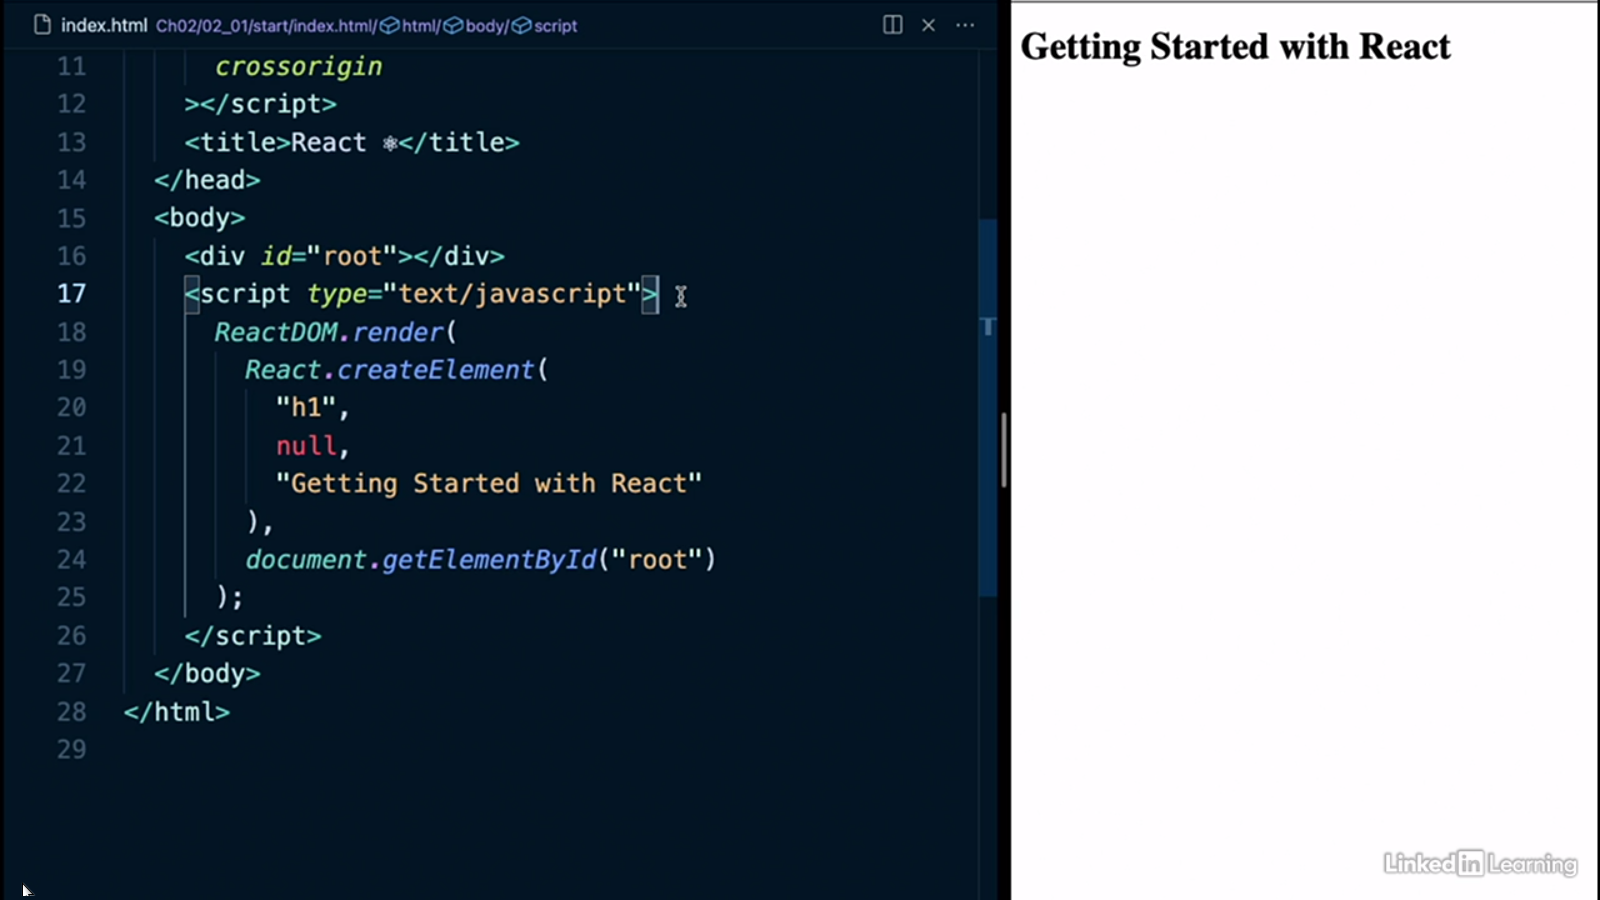 index.html Ch02/02_01/start/index.html/html/body/script
11 crossorigin
12 ></script>
13 <title>React ⚛</title>
14 </head>
15 <body>
16 <div id="root"></div>
17 <script type="text/javascript">
18 ReactDOM.render(
19 React.createElement(
20 "h1",
21 null,
22 "Getting Started with React"
23 ),
24 document.getElementById("root")
25 );
26 </script>
27 </body>
28 </html>
29
T
Getting Started with React
Linked in Learning